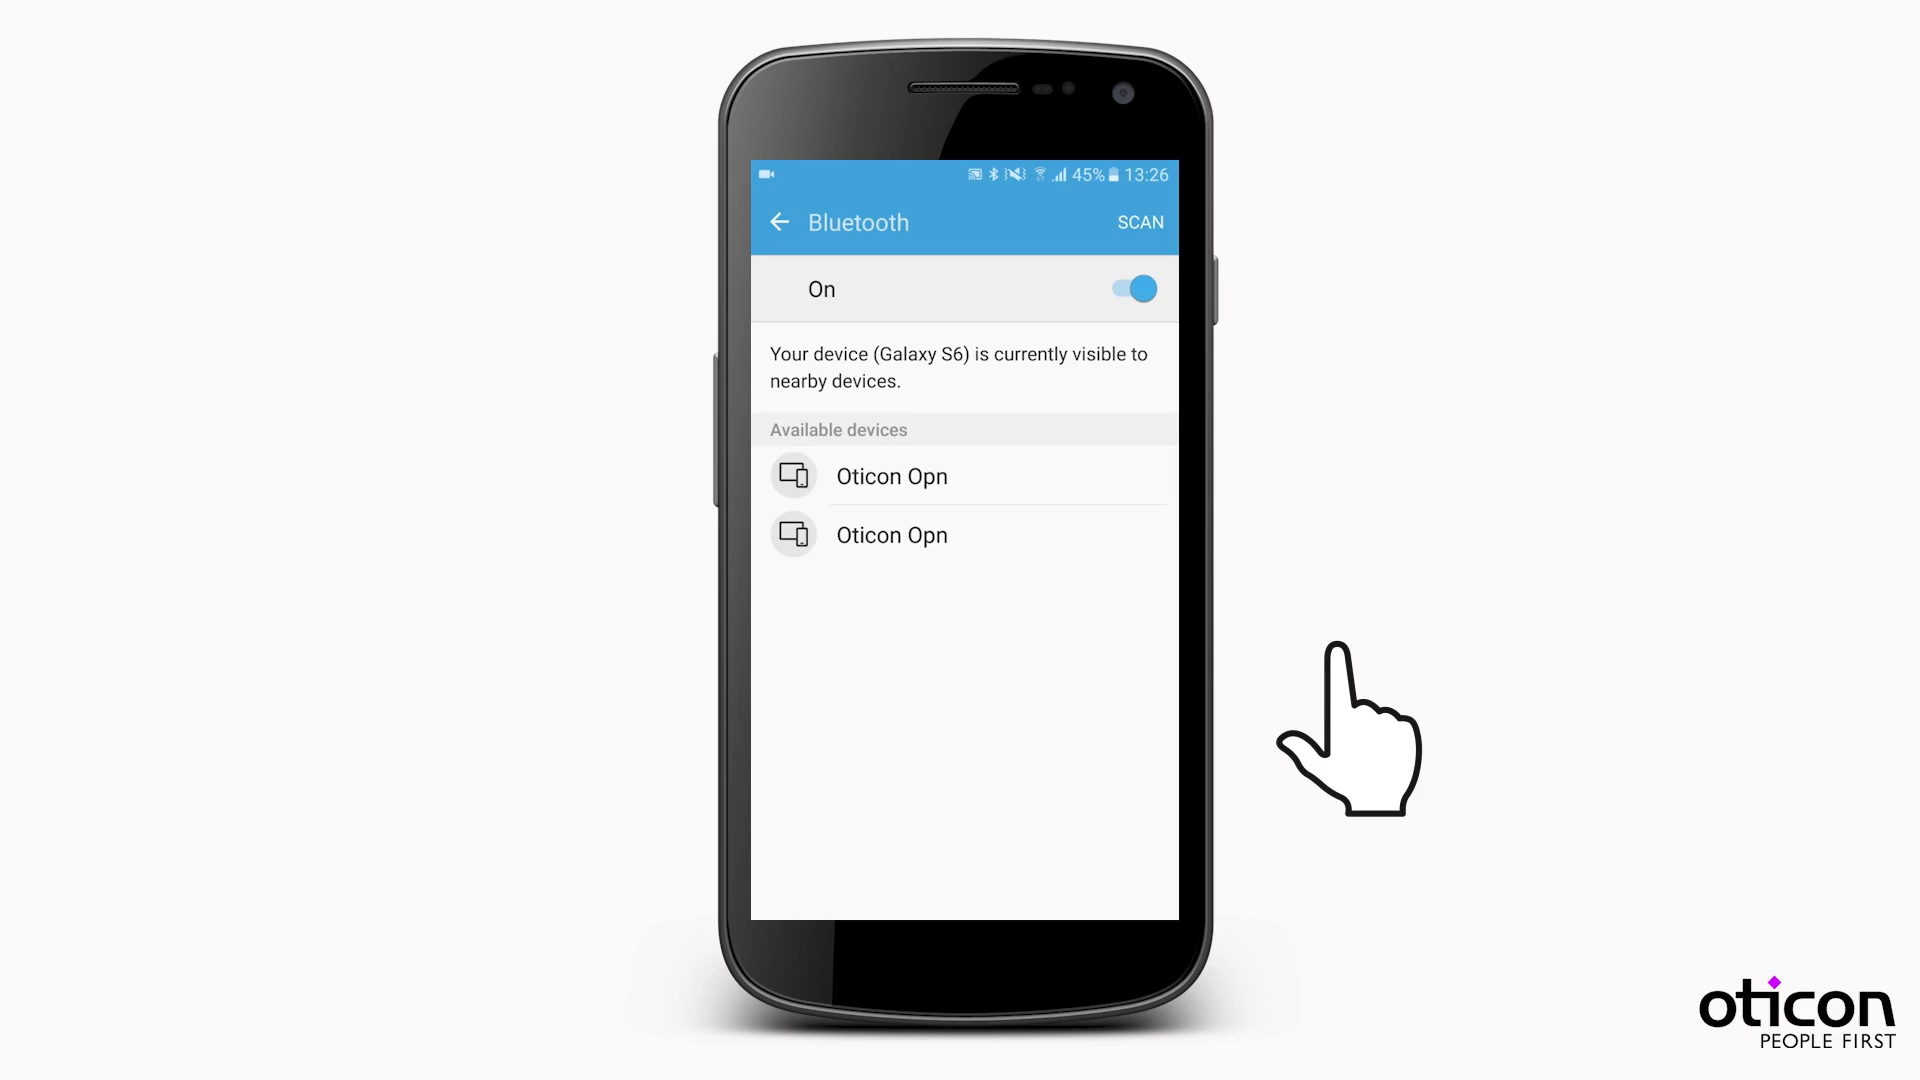 45% 13:26
Bluetooth SCAN
On
Your device (Galaxy S6) is currently visible to
nearby devices.
Available devices
Oticon Opn
Oticon Opn
oticon
PEOPLE FIRST